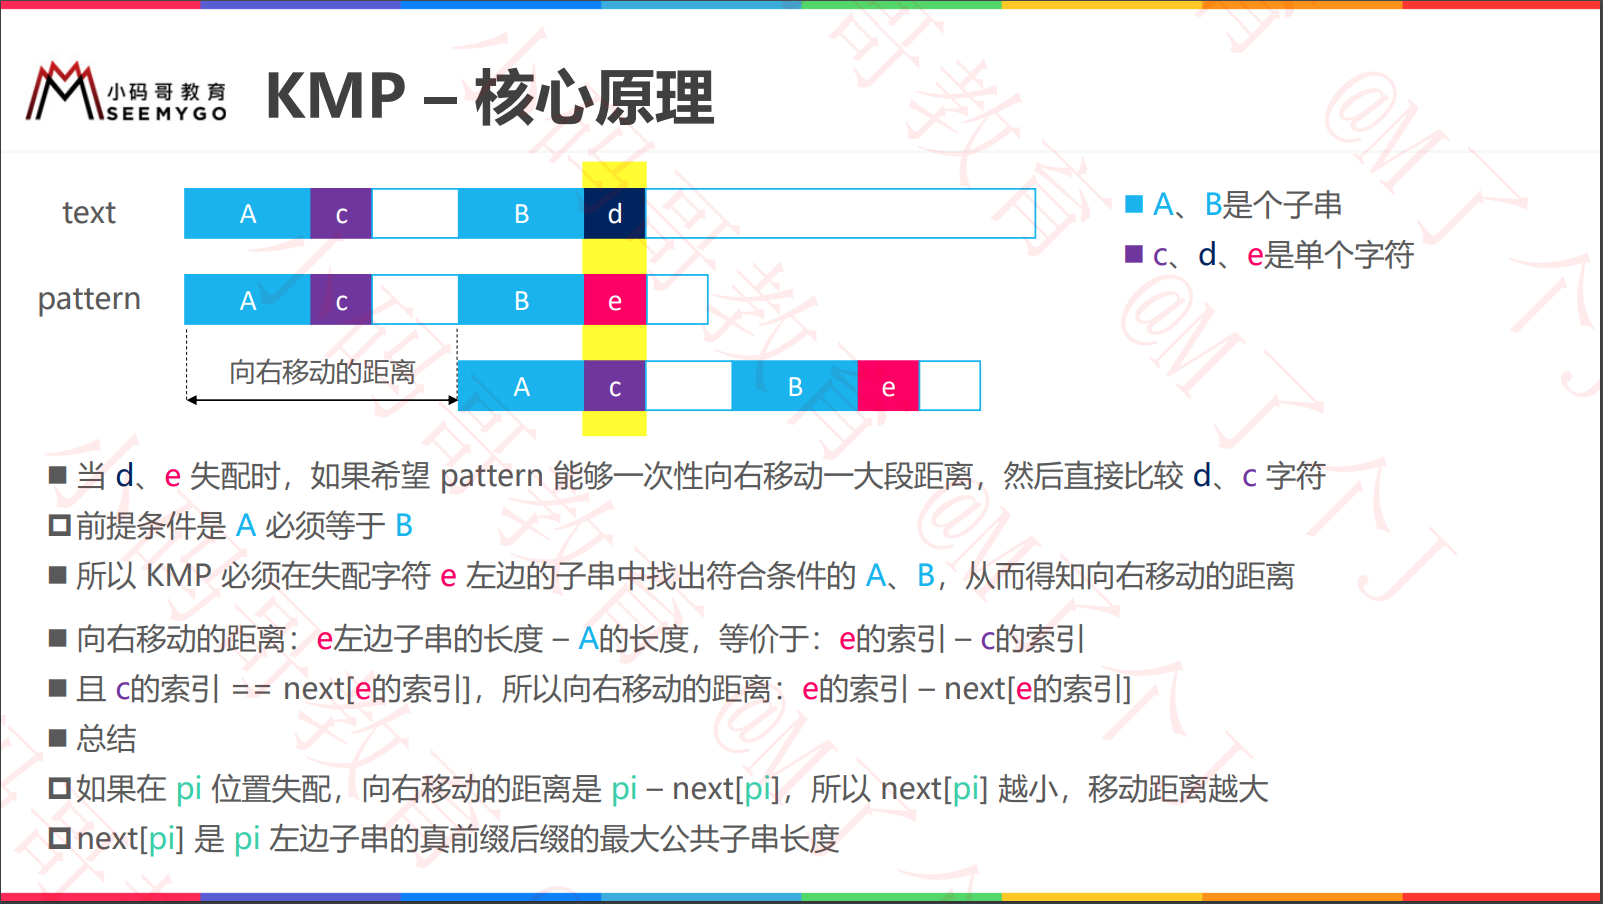 小码哥教育
SEEMYGO
KMP – 核心原理
text A c B d
pattern A c B e
向右移动的距离
A c B e
A、B是个子串
c、d、e是单个字符
当 d、e 失配时，如果希望 pattern 能够一次性向右移动一大段距离，然后直接比较 d、c 字符
前提条件是 A 必须等于 B
所以 KMP 必须在失配字符 e 左边的子串中找出符合条件的 A、B，从而得知向右移动的距离
向右移动的距离：e左边子串的长度 – A的长度，等价于：e的索引 – c的索引
且 c的索引 == next[e的索引]，所以向右移动的距离：e的索引 – next[e的索引]
总结
如果在 pi 位置失配，向右移动的距离是 pi – next[pi]，所以 next[pi] 越小，移动距离越大
next[pi] 是 pi 左边子串的真前缀后缀的最大公共子串长度
小码哥教育 @M了个J